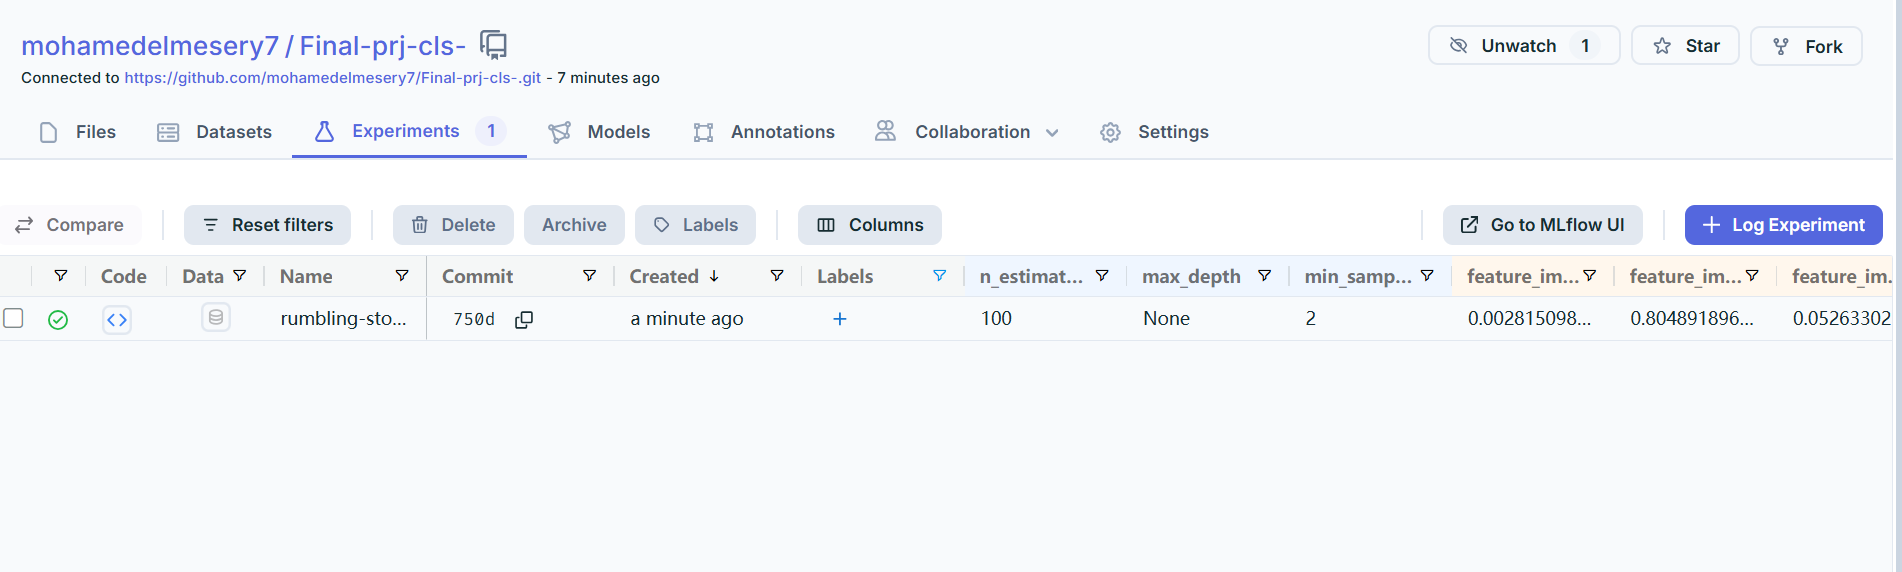 mohamedelmesery7 / Final-prj-cls-
Unwatch 1 Star Fork
Connected to https://github.com/mohamedelmesery7/Final-prj-cls-.git - 7 minutes ago
Files Datasets Experiments 1 Models Annotations Collaboration Settings
Compare Reset filters Delete Archive Labels Columns Go to MLflow UI + Log Experiment
Code Data Name Commit Created ↓ Labels n_estimat... max_depth min_samp... feature_im... feature_im... feature_im.
rumbling-sto... 750d a minute ago + 100 None 2 0.002815098... 0.804891896... 0.05263302